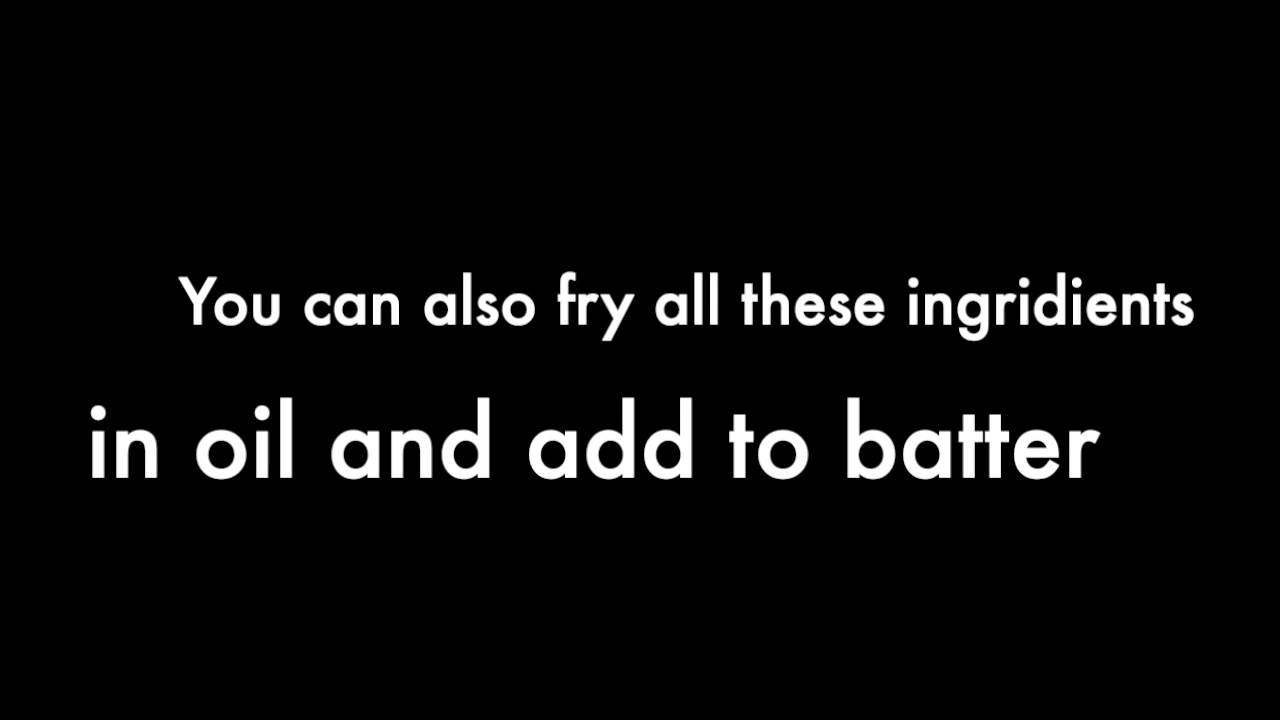 You can also fry all these ingridients
in oil and add to batter